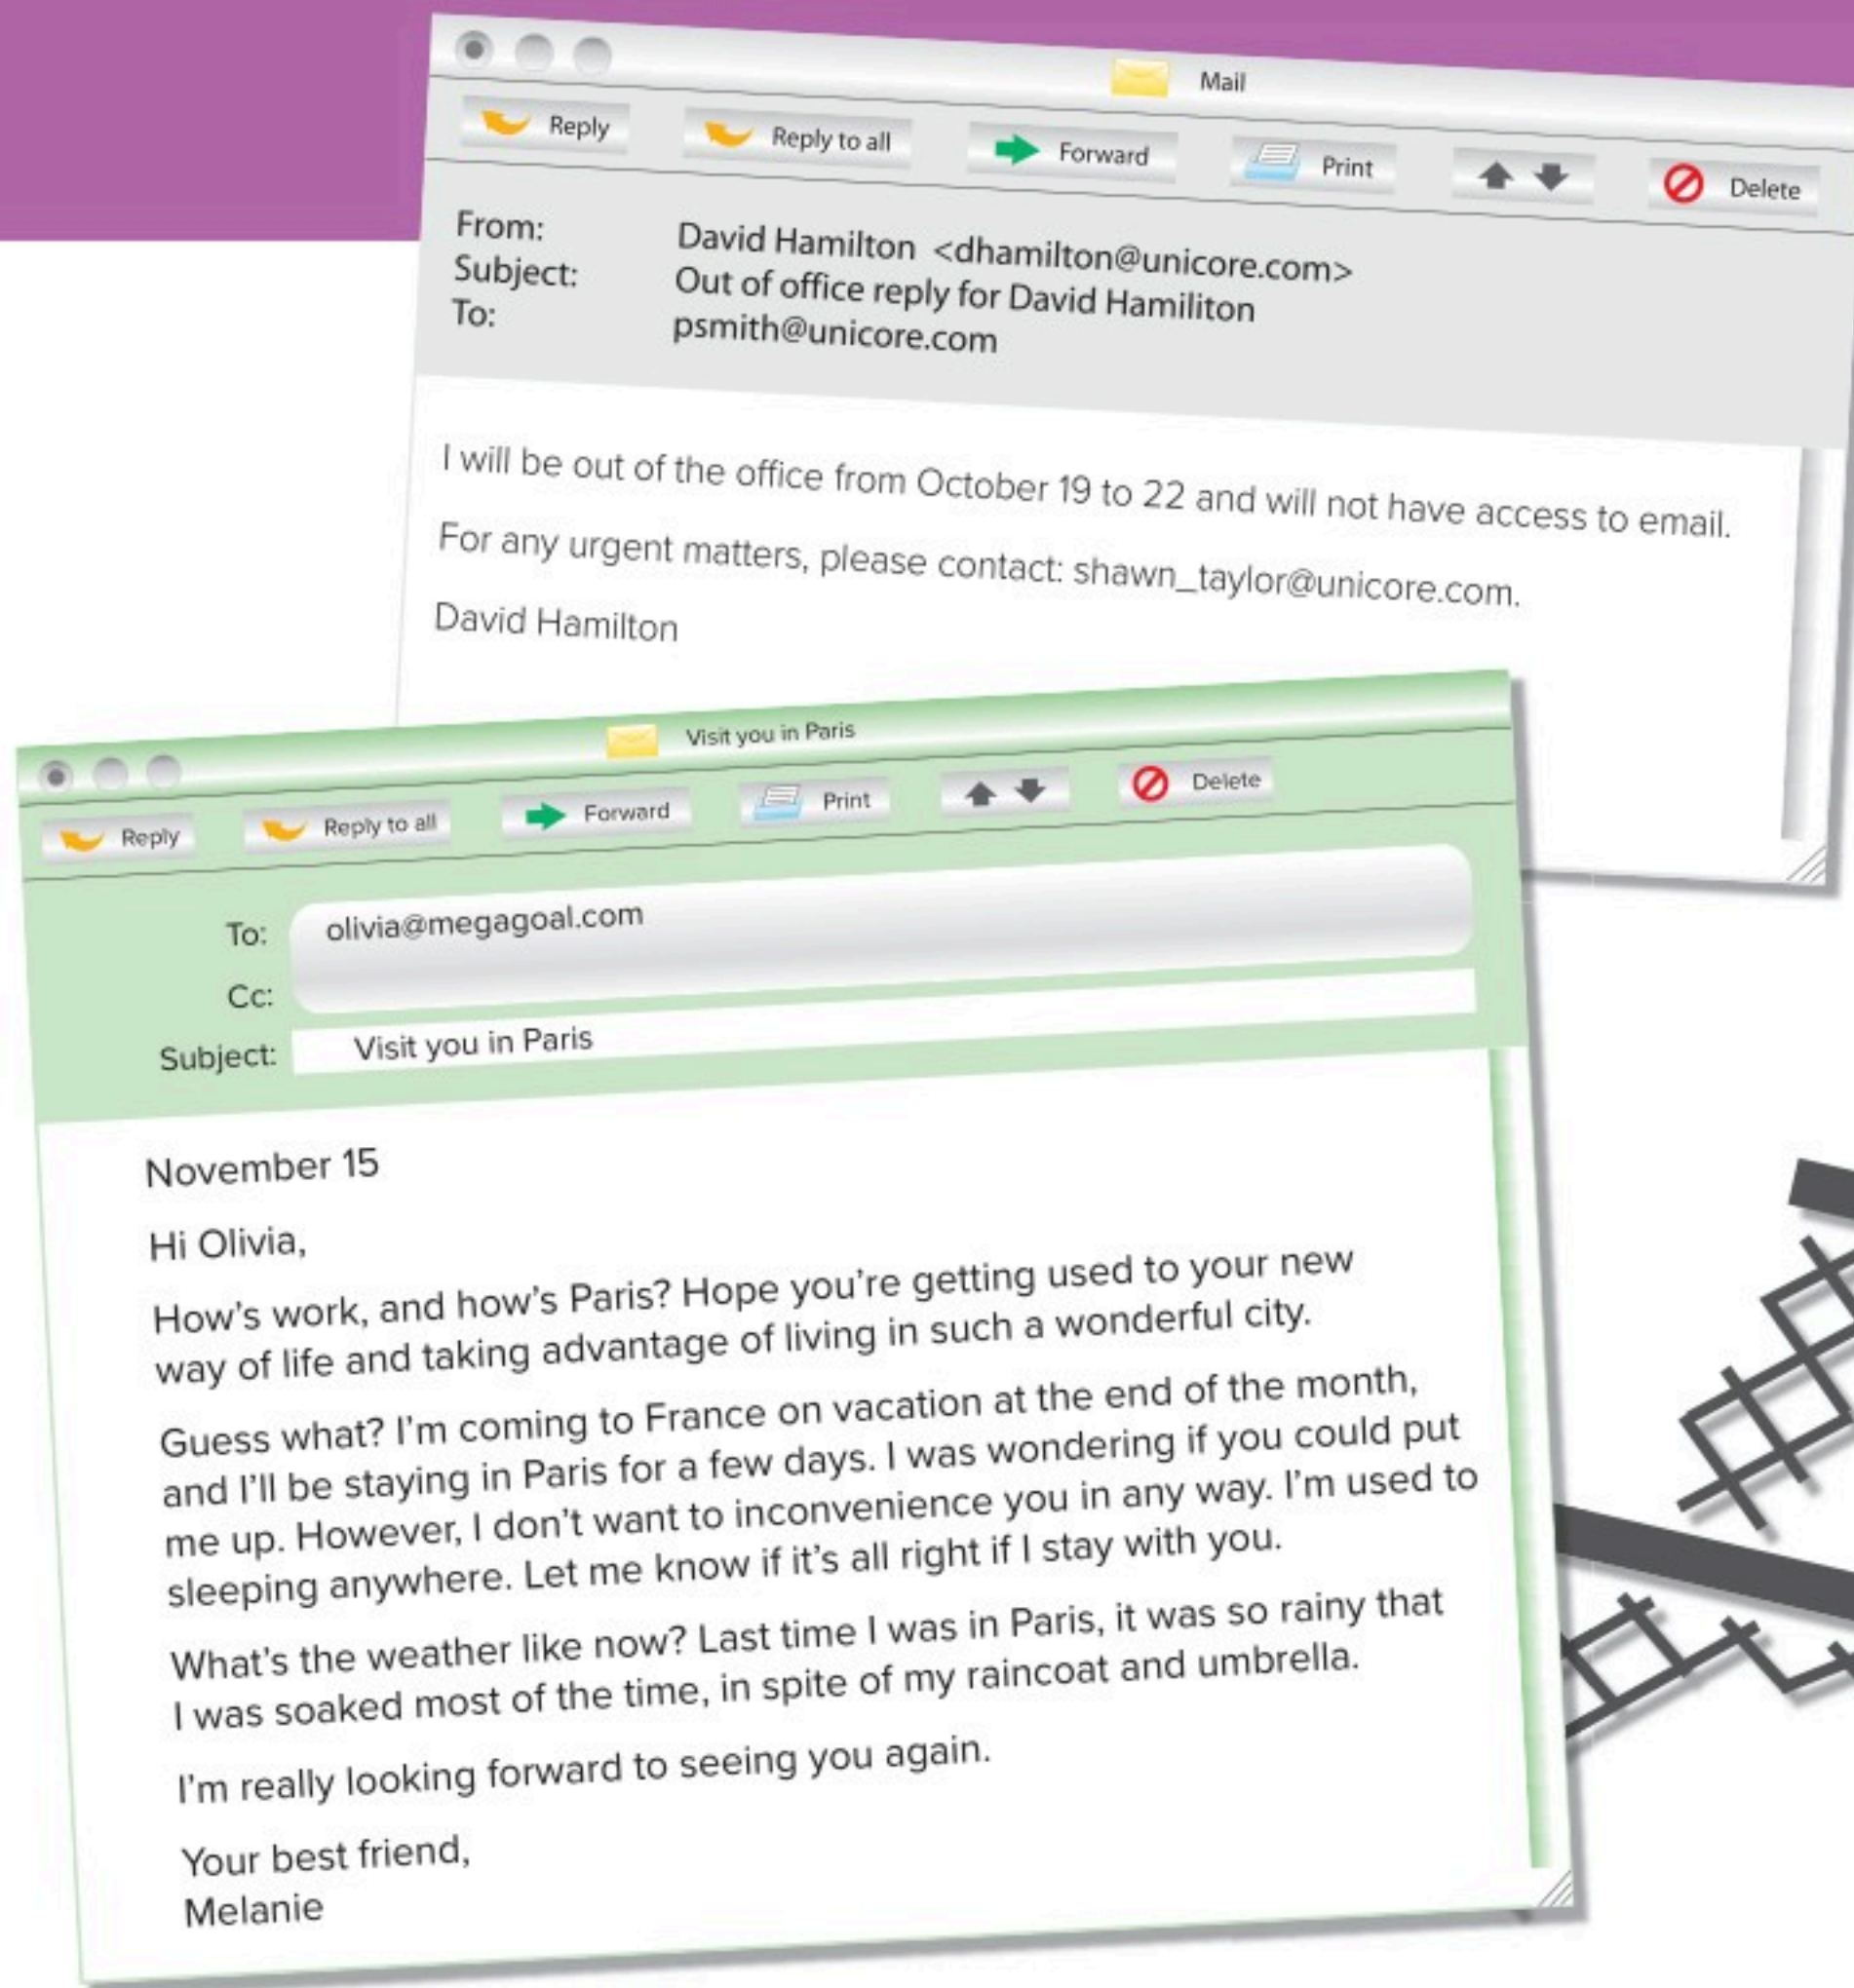 Mail
Reply
Reply to all
Forward
Print
Delete
From: David Hamilton <dhamilton@unicore.com>
Subject: Out of office reply for David Hamiliton
To: psmith@unicore.com
I will be out of the office from October 19 to 22 and will not have access to email.
For any urgent matters, please contact: shawn_taylor@unicore.com.
David Hamilton
Visit you in Paris
Reply
Reply to all
Forward
Print
Delete
To: olivia@megagoal.com
Cc:
Subject: Visit you in Paris
November 15
Hi Olivia,
How's work, and how's Paris? Hope you're getting used to your new
way of life and taking advantage of living in such a wonderful city.
Guess what? I'm coming to France on vacation at the end of the month,
and I'll be staying in Paris for a few days. I was wondering if you could put
me up. However, I don't want to inconvenience you in any way. I'm used to
sleeping anywhere. Let me know if it's all right if I stay with you.
What's the weather like now? Last time I was in Paris, it was so rainy that
I was soaked most of the time, in spite of my raincoat and umbrella.
I'm really looking forward to seeing you again.
Your best friend,
Melanie